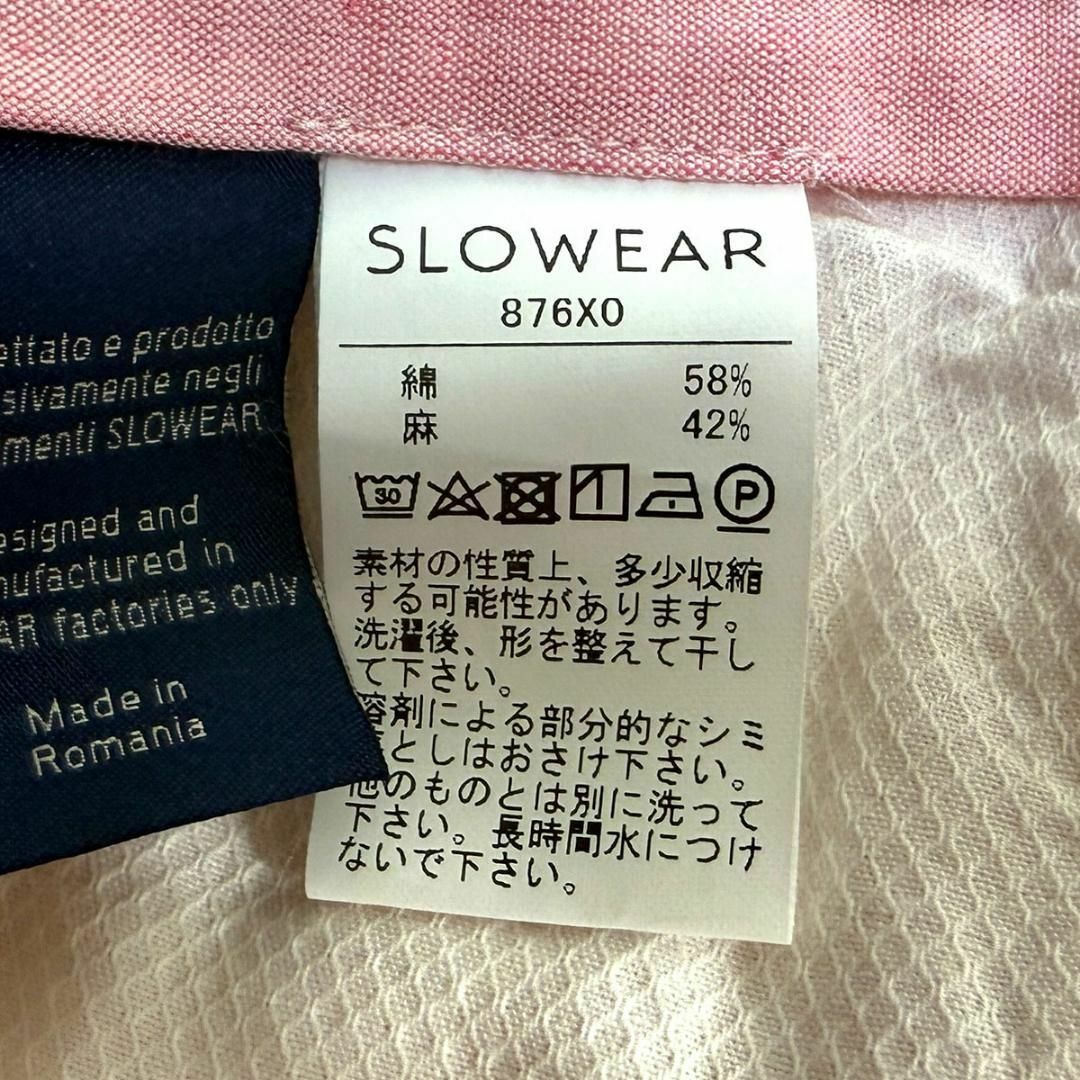 SLOWEAR
876X0
綿 58%
麻 42%
30
P
素材の性質上、多少収縮
する可能性があります。
洗濯後、形を整えて干し
て下さい。
溶剤による部分的なシミ
としはおさけ下さい。
他のものとは別に洗って
下さい。長時間水につけ
ないで下さい。
ettato e prodotto
sivamente negli
menti SLOWEAR
esigned and
nufactured in
AR factories only
Made in
Romania